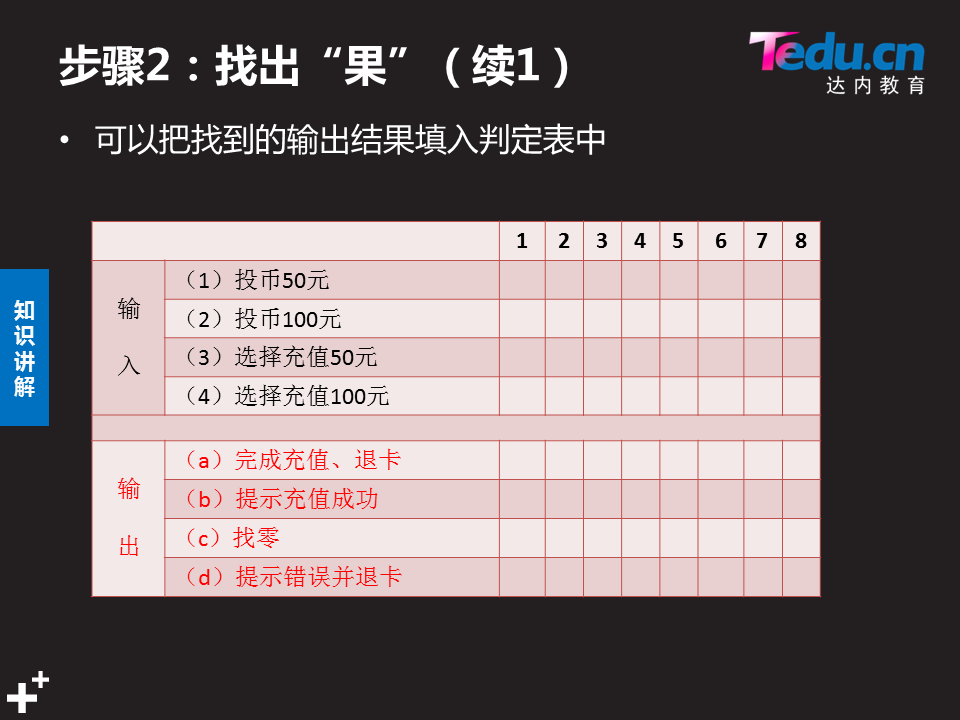 步骤2：找出“果”（续1）
Tedu.cn
达内教育
• 可以把找到的输出结果填入判定表中
知识讲解
1 2 3 4 5 6 7 8
输入
（1）投币50元
（2）投币100元
（3）选择充值50元
（4）选择充值100元
输出
（a）完成充值、退卡
（b）提示充值成功
（c）找零
（d）提示错误并退卡